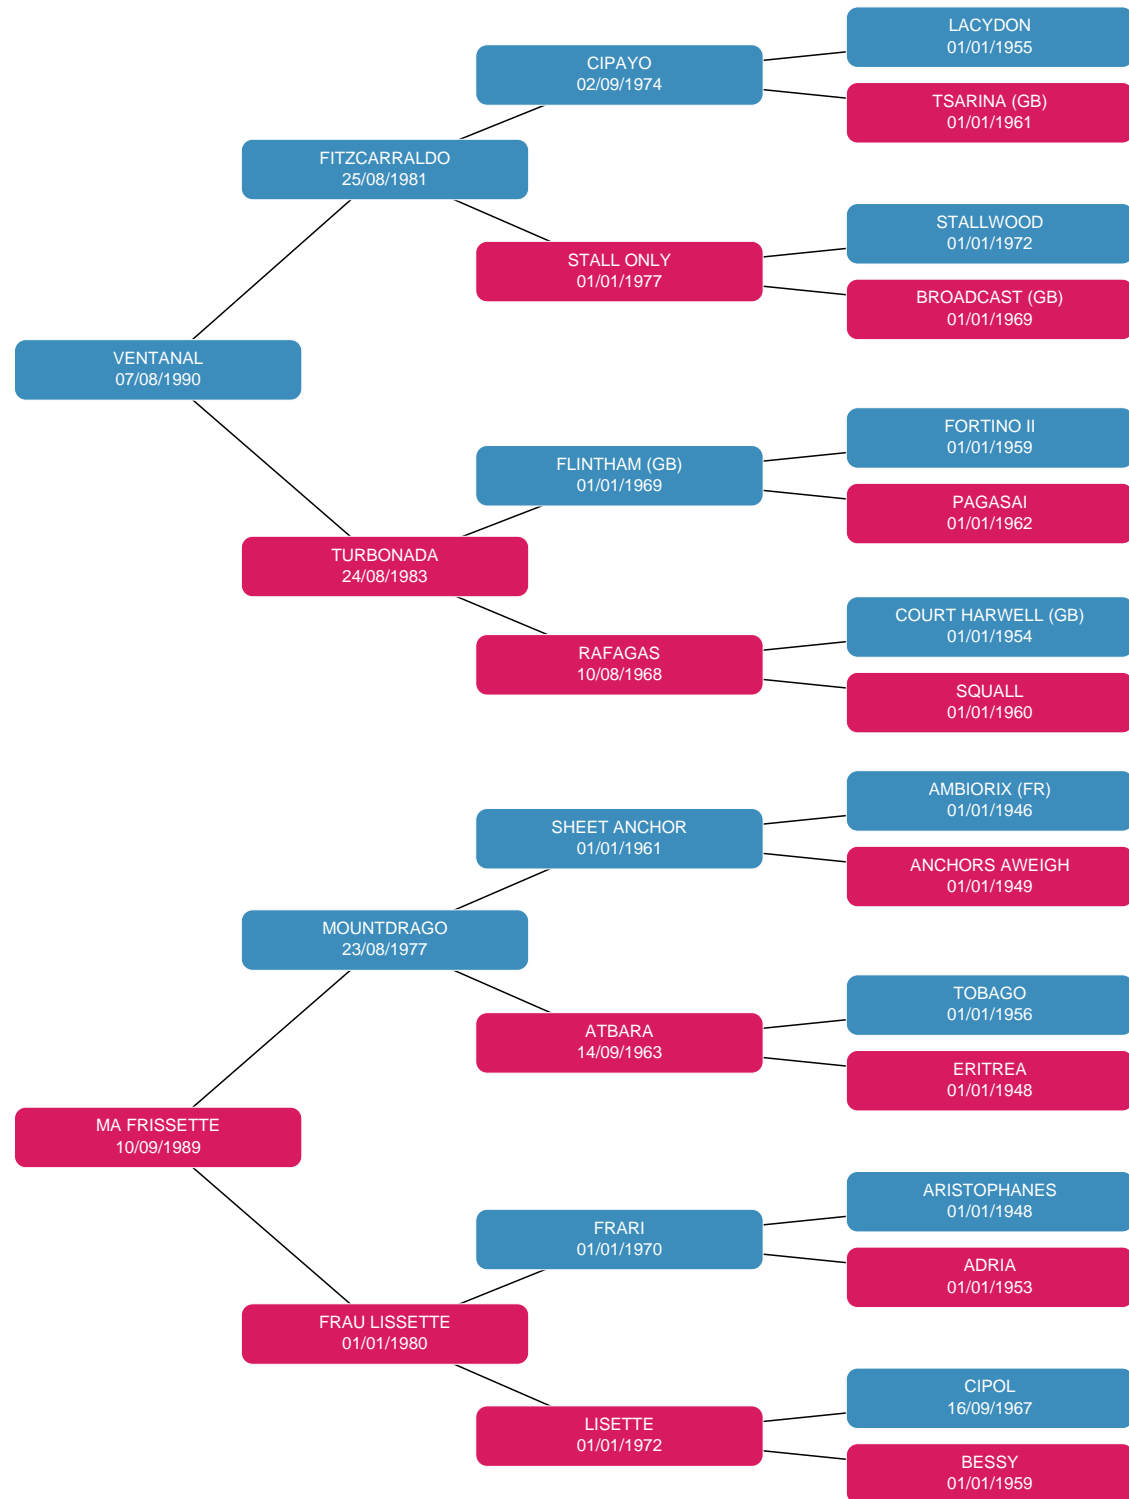 LACYDON
01/01/1955
CIPAYO
02/09/1974
TSARINA (GB)
01/01/1961
FITZCARRALDO
25/08/1981
STALLWOOD
01/01/1972
STALL ONLY
01/01/1977
BROADCAST (GB)
01/01/1969
VENTANAL
07/08/1990
FORTINO II
01/01/1959
FLINTHAM (GB)
01/01/1969
PAGASAI
01/01/1962
TURBONADA
24/08/1983
COURT HARWELL (GB)
01/01/1954
RAFAGAS
10/08/1968
SQUALL
01/01/1960
AMBIORIX (FR)
01/01/1946
SHEET ANCHOR
01/01/1961
ANCHORS AWEIGH
01/01/1949
MOUNTDRAGO
23/08/1977
TOBAGO
01/01/1956
ATBARA
14/09/1963
ERITREA
01/01/1948
MA FRISSETTE
10/09/1989
ARISTOPHANES
01/01/1948
FRARI
01/01/1970
ADRIA
01/01/1953
FRAU LISSETTE
01/01/1980
CIPOL
16/09/1967
LISETTE
01/01/1972
BESSY
01/01/1959